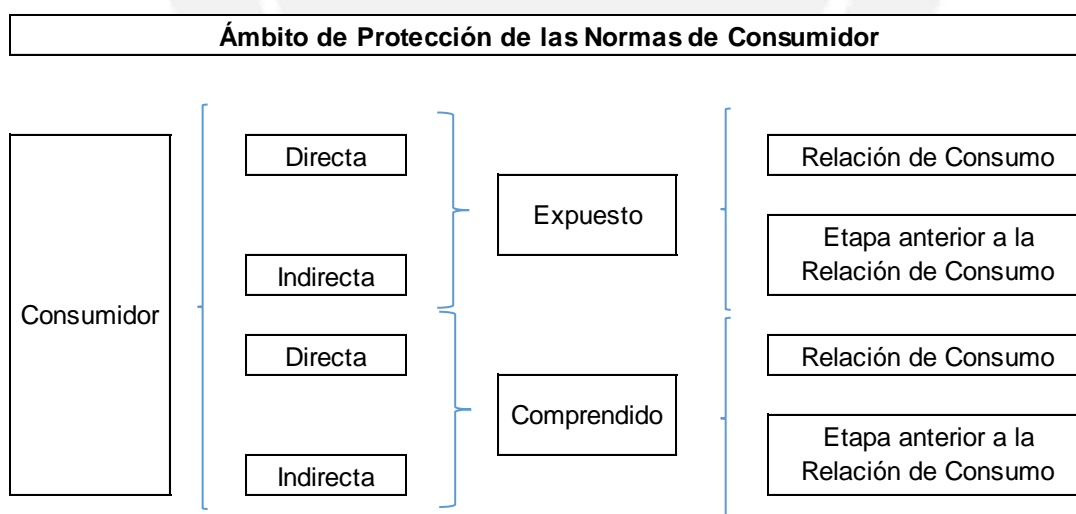 Ámbito de Protección de las Normas de Consumidor
Consumidor
Directa
Indirecta
Directa
Indirecta
Expuesto
Comprendido
Relación de Consumo
Etapa anterior a la
Relación de Consumo
Relación de Consumo
Etapa anterior a la
Relación de Consumo